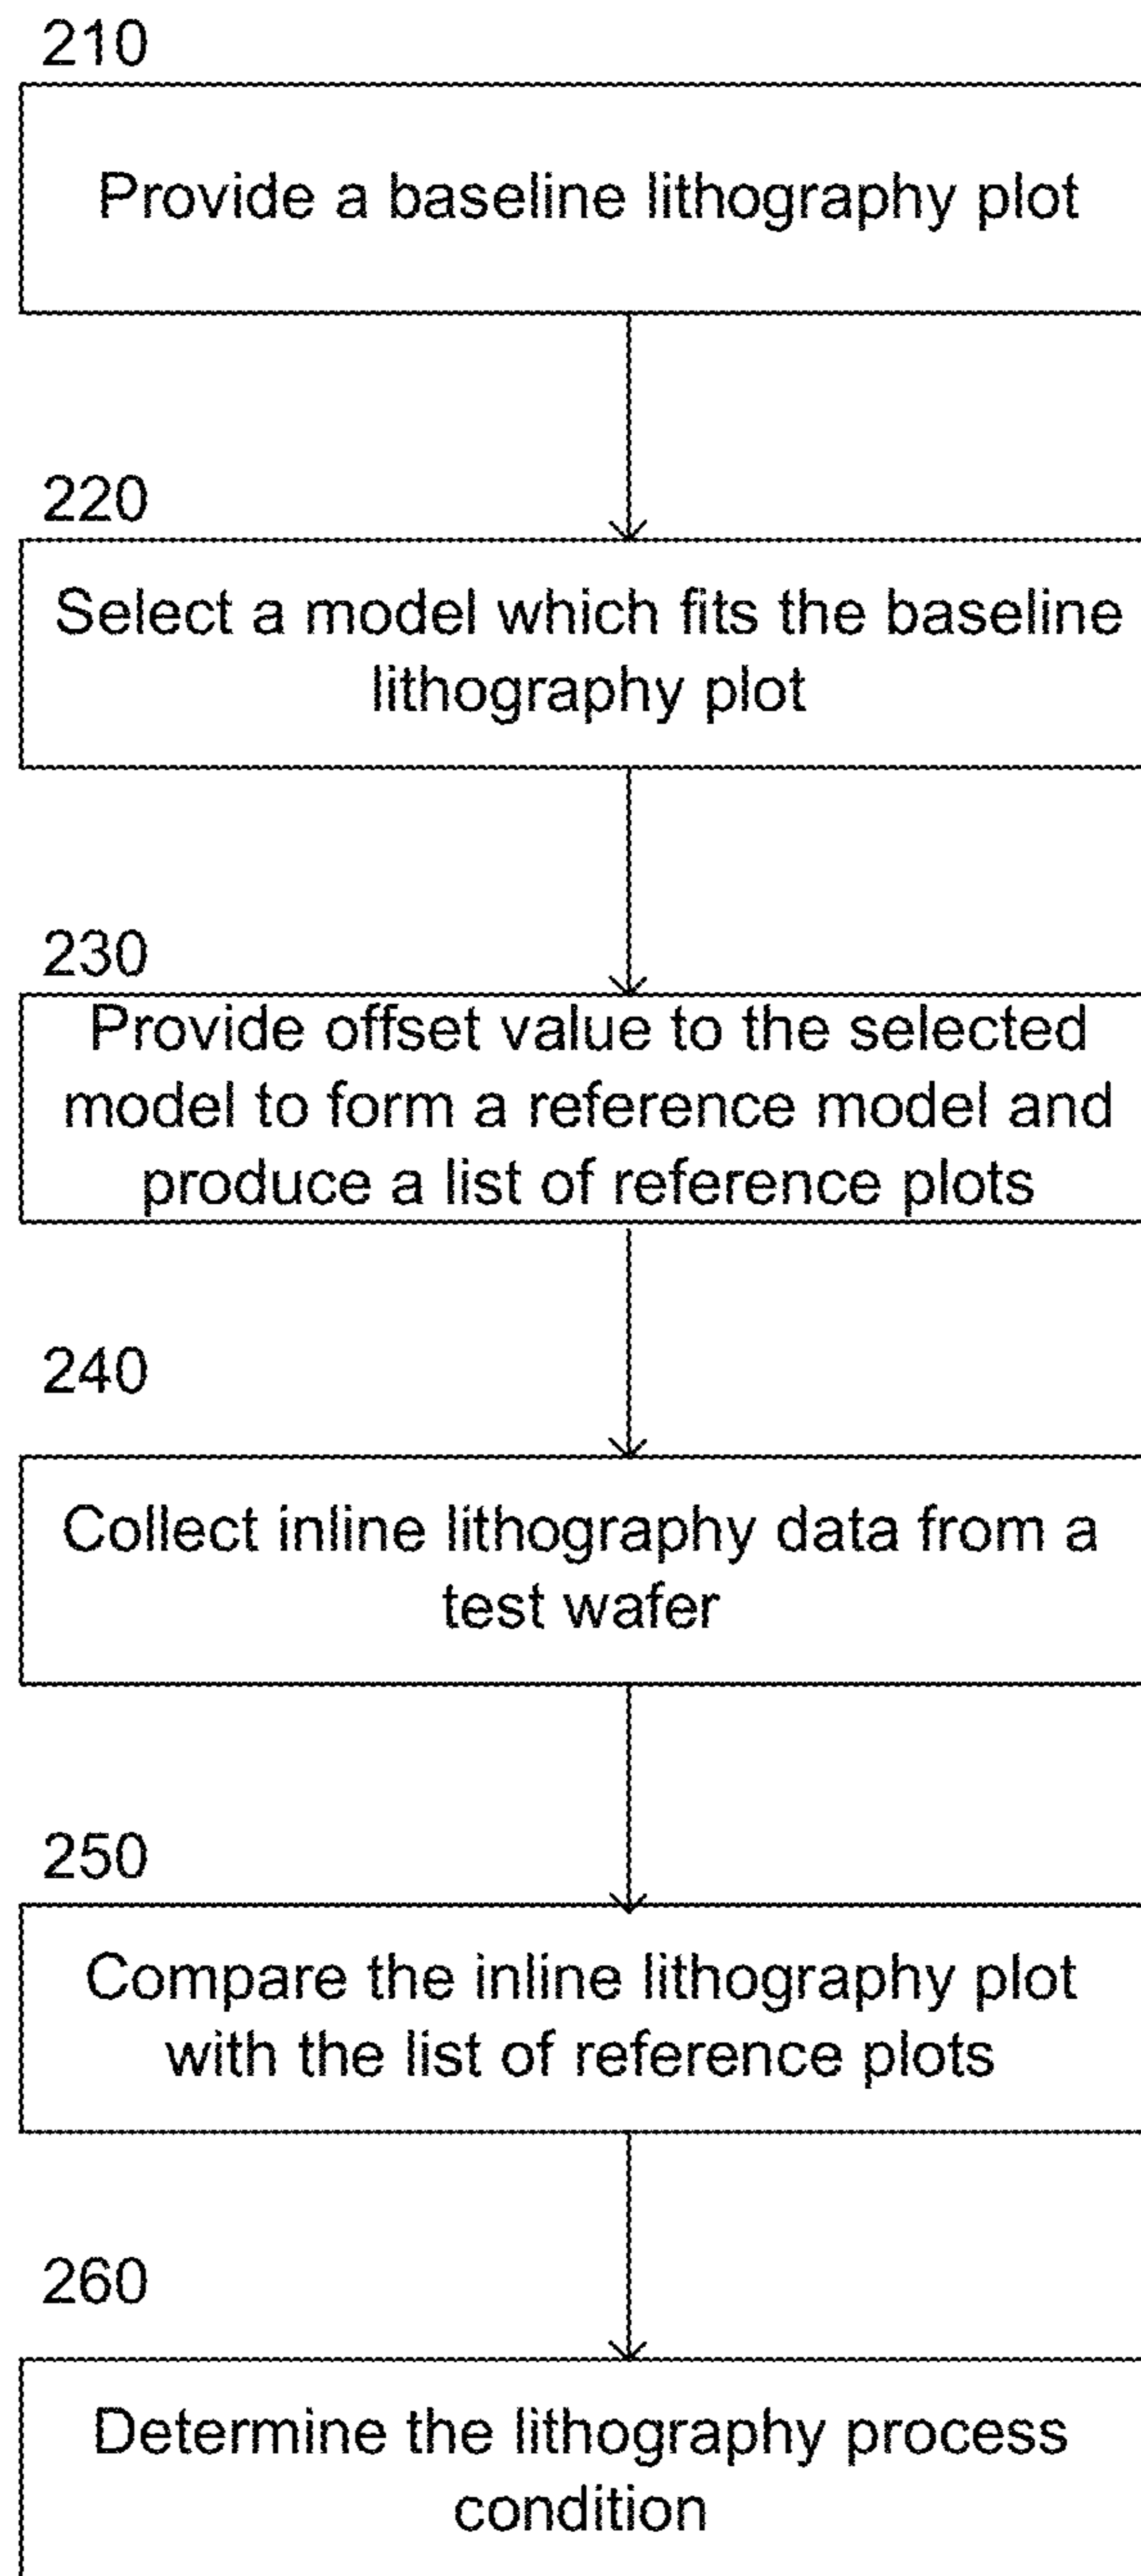 210
Provide a baseline lithography plot
220
Select a model which fits the baseline
lithography plot
230
Provide offset value to the selected
model to form a reference model and
produce a list of reference plots
240
Collect inline lithography data from a
test wafer
250
Compare the inline lithography plot
with the list of reference plots
260
Determine the lithography process
condition